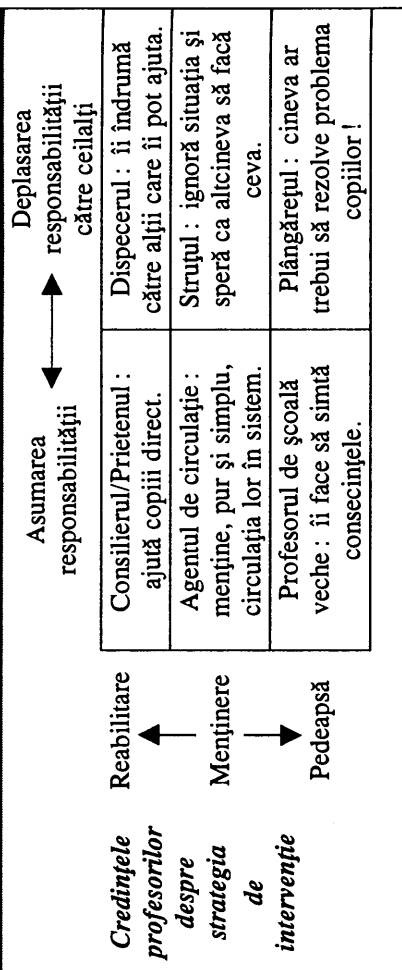 Asumarea
responsabilității
Deplasarea
responsabilității
către ceilalți
Credințele
profesorilor
despre
strategia
de
intervenție
Reabilitare
Consilierul/Prietenul :
ajută copiii direct.
Dispecerul : îi îndrumă
către alții care îi pot ajuta.
Menținere
Agentul de circulație :
menține, pur și simplu,
circulația lor în sistem.
Struțul : ignoră situația și
speră ca altcineva să facă
ceva.
Pedeapsă
Profesorul de școală
veche : îi face să simtă
consecințele.
Plângărețul : cineva ar
trebui să rezolve problema
copiilor !